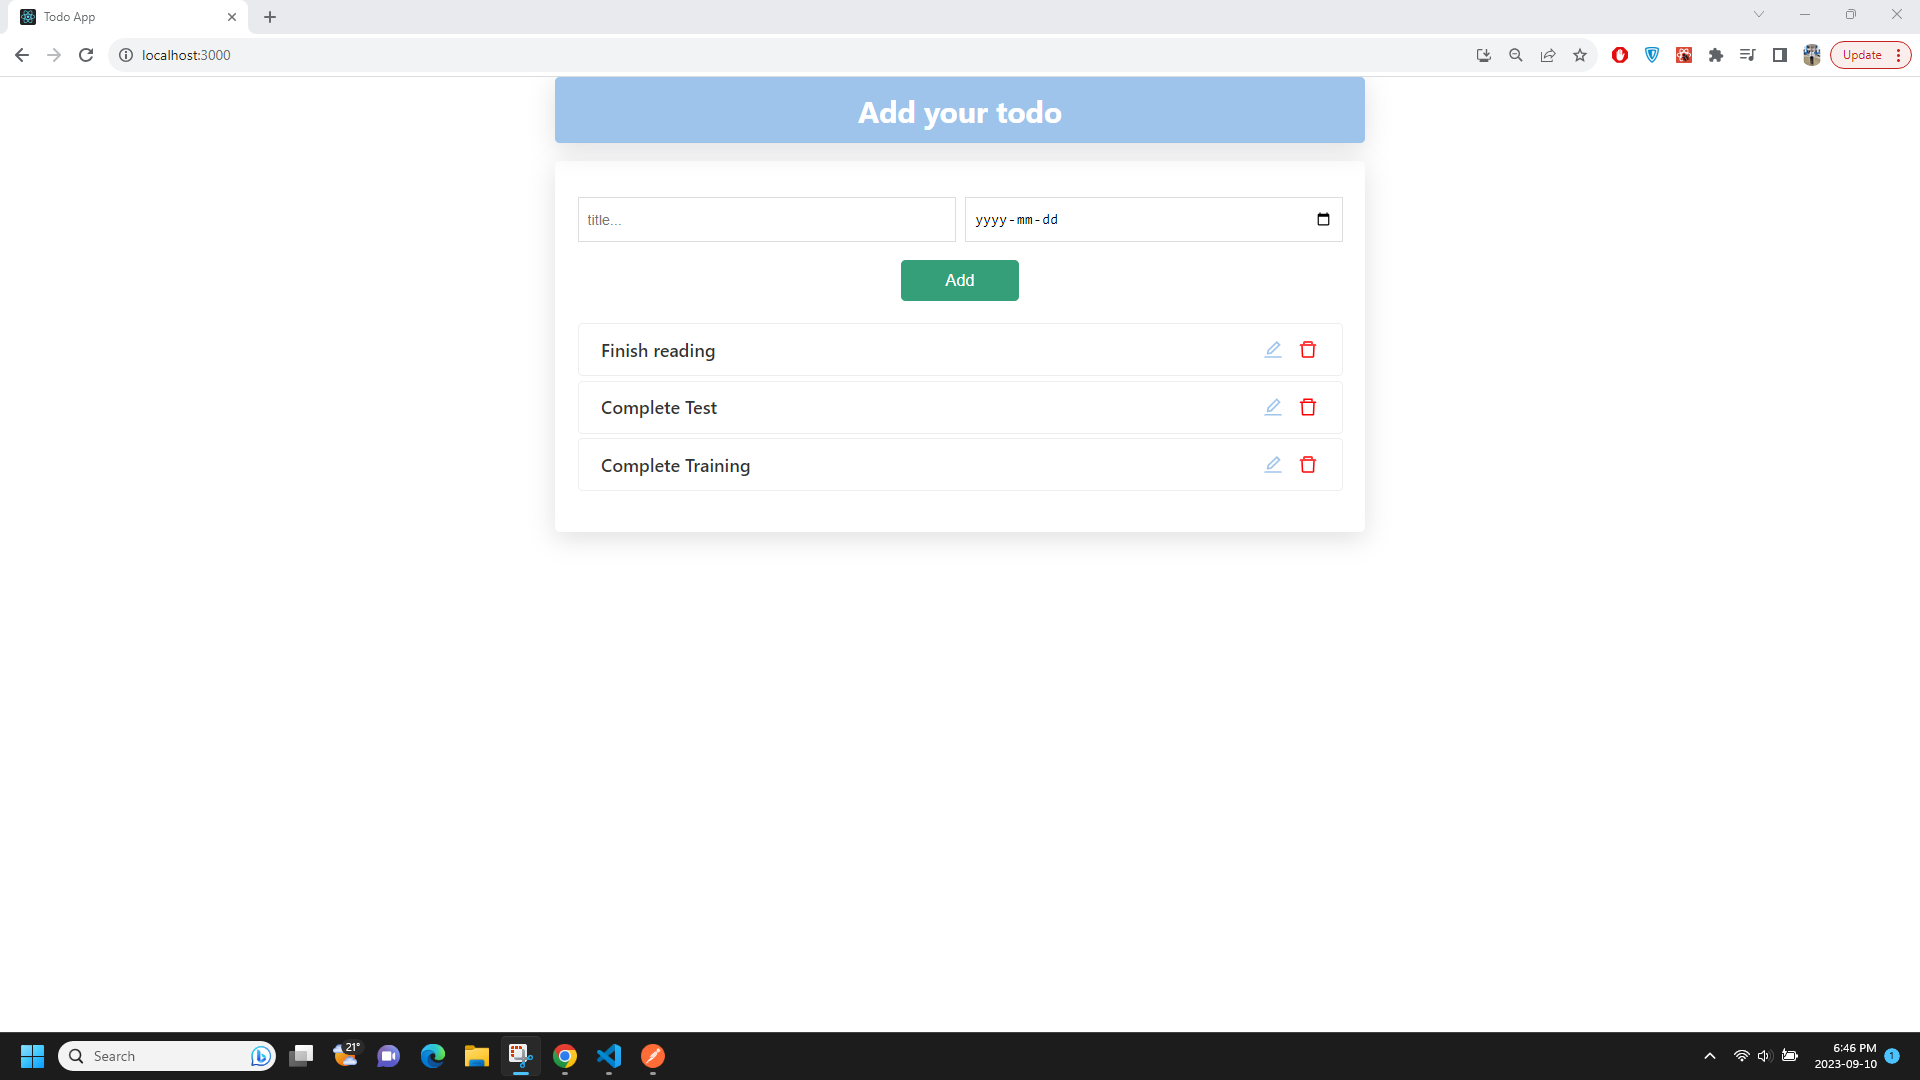 Todo App
localhost:3000
Update
Add your todo
title...
yyyy-mm-dd
Add
Finish reading
Complete Test
Complete Training
Search
21°
6:46 PM
2023-09-10
1